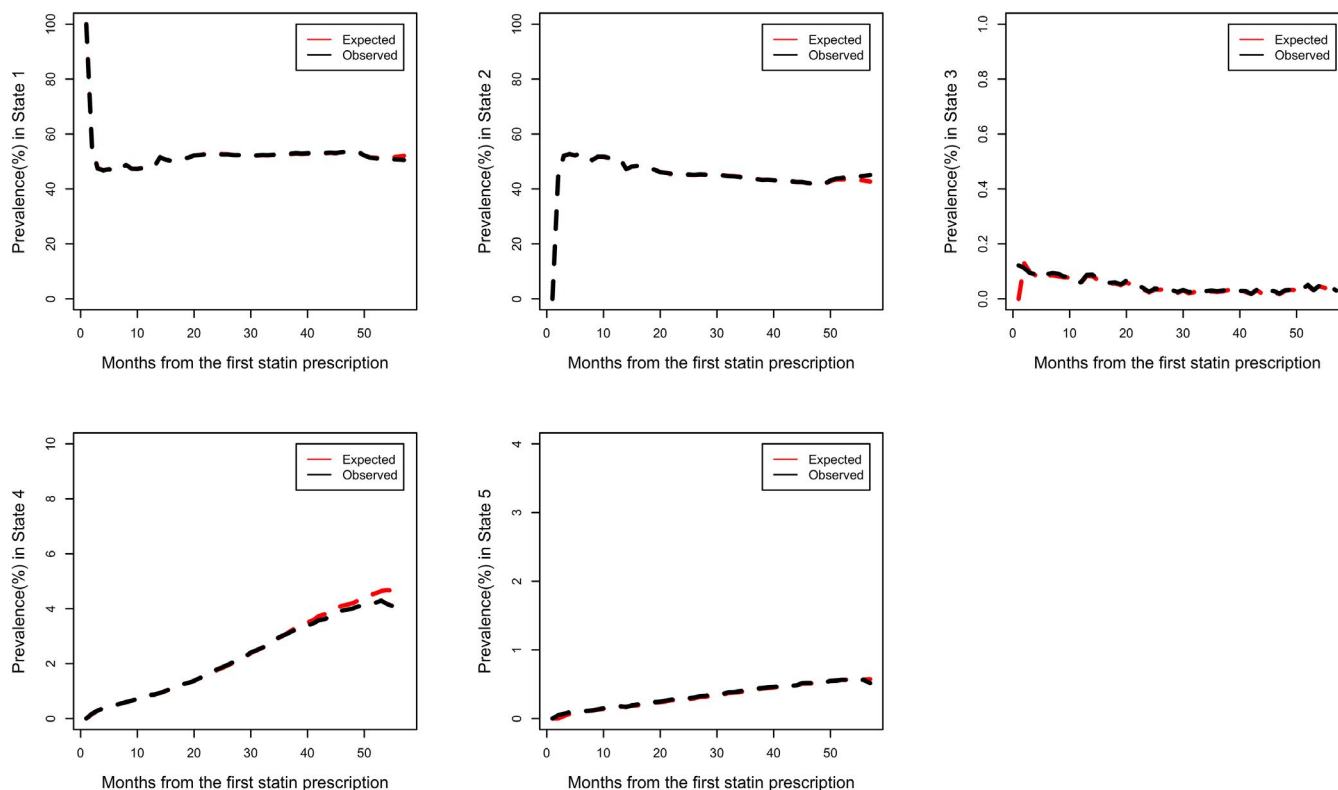 Prevalence(%) in State 1
100
80
60
40
20
0
Expected
Observed
0 10 20 30 40 50
Months from the first statin prescription
Prevalence(%) in State 2
100
80
60
40
20
0
Expected
Observed
0 10 20 30 40 50
Months from the first statin prescription
Prevalence(%) in State 3
1.0
0.8
0.6
0.4
0.2
0.0
Expected
Observed
0 10 20 30 40 50
Months from the first statin prescription
Prevalence(%) in State 4
10
8
6
4
2
0
Expected
Observed
0 10 20 30 40 50
Months from the first statin prescription
Prevalence(%) in State 5
4
3
2
1
0
Expected
Observed
0 10 20 30 40 50
Months from the first statin prescription